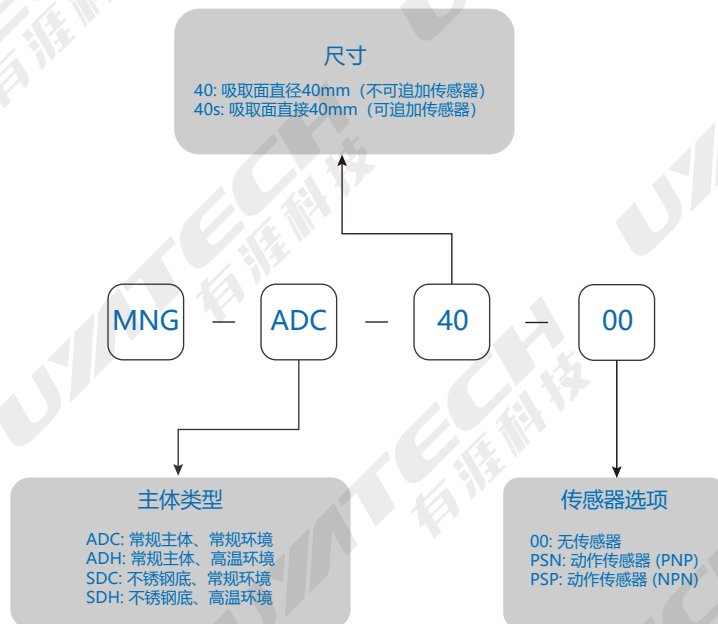 尺寸
40: 吸取面直径40mm（不可追加传感器）
40s: 吸取面直接40mm（可追加传感器）
MNG — ADC — 40 — 00
主体类型
ADC: 常规主体、常规环境
ADH: 常规主体、高温环境
SDC: 不锈钢底、常规环境
SDH: 不锈钢底、高温环境
传感器选项
00: 无传感器
PSN: 动作传感器 (PNP)
PSP: 动作传感器 (NPN)
UYATECH
有涯科技